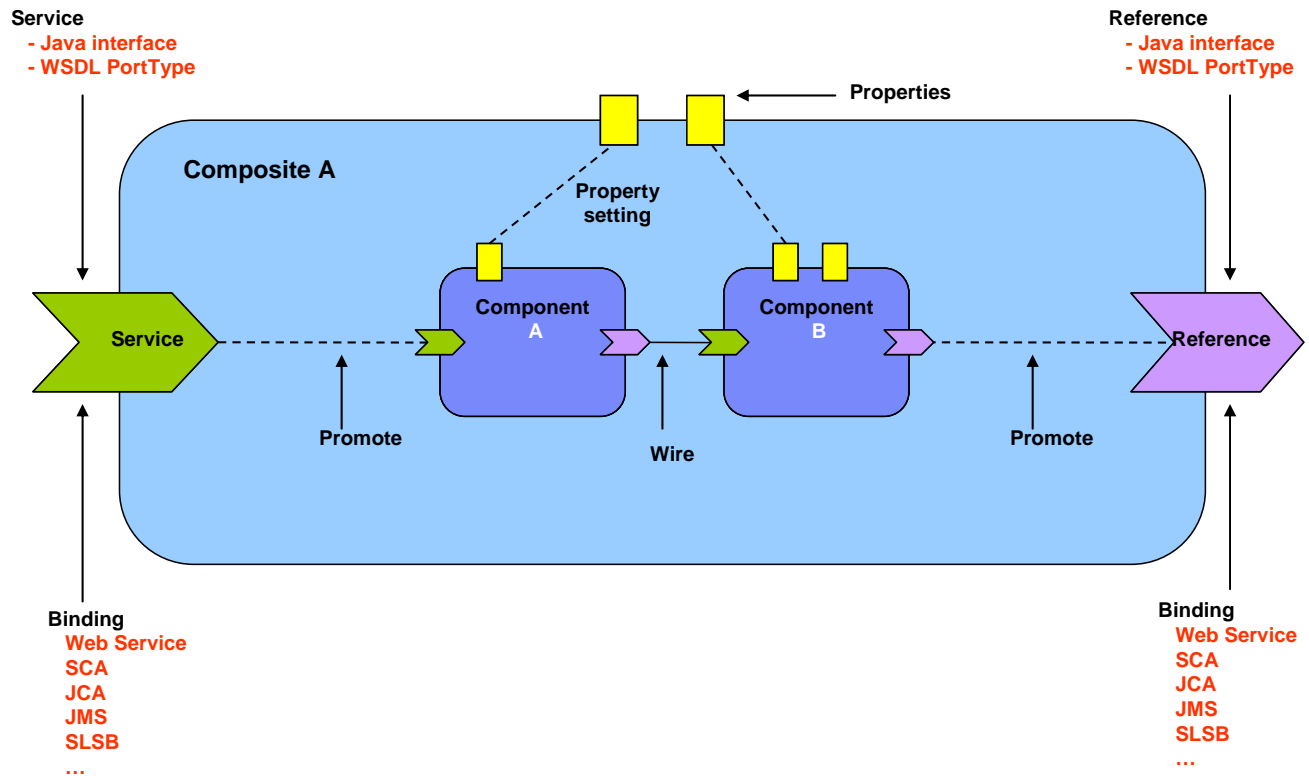 Service
- Java interface
- WSDL PortType
Reference
- Java interface
- WSDL PortType
Properties
Composite A
Property
setting
Component
A
Component
B
Service
Reference
Promote
Wire
Promote
Binding
Web Service
SCA
JCA
JMS
SLSB
…
Binding
Web Service
SCA
JCA
JMS
SLSB
…